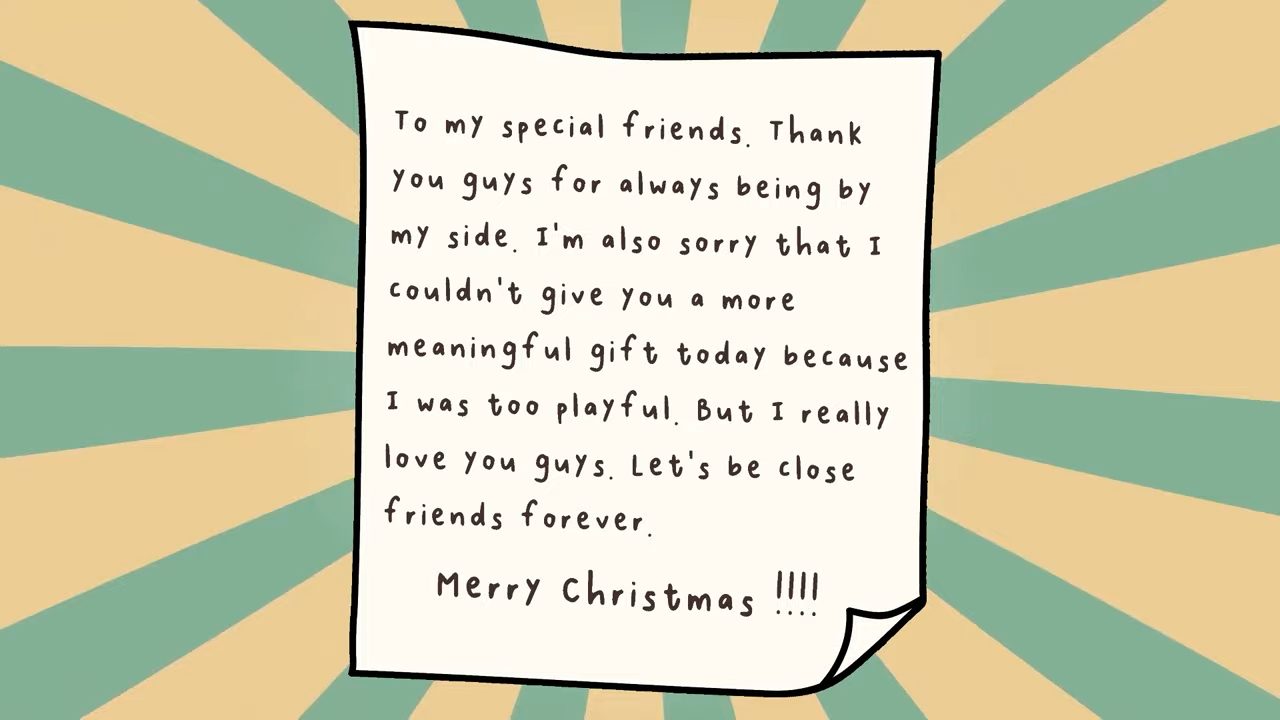 To my special friends. Thank
you guys for always being by
my side. I'm also sorry that I
couldn't give you a more
meaningful gift today because
I was too playful. But I really
love you guys. Let's be close
friends forever.
Merry Christmas !!!!